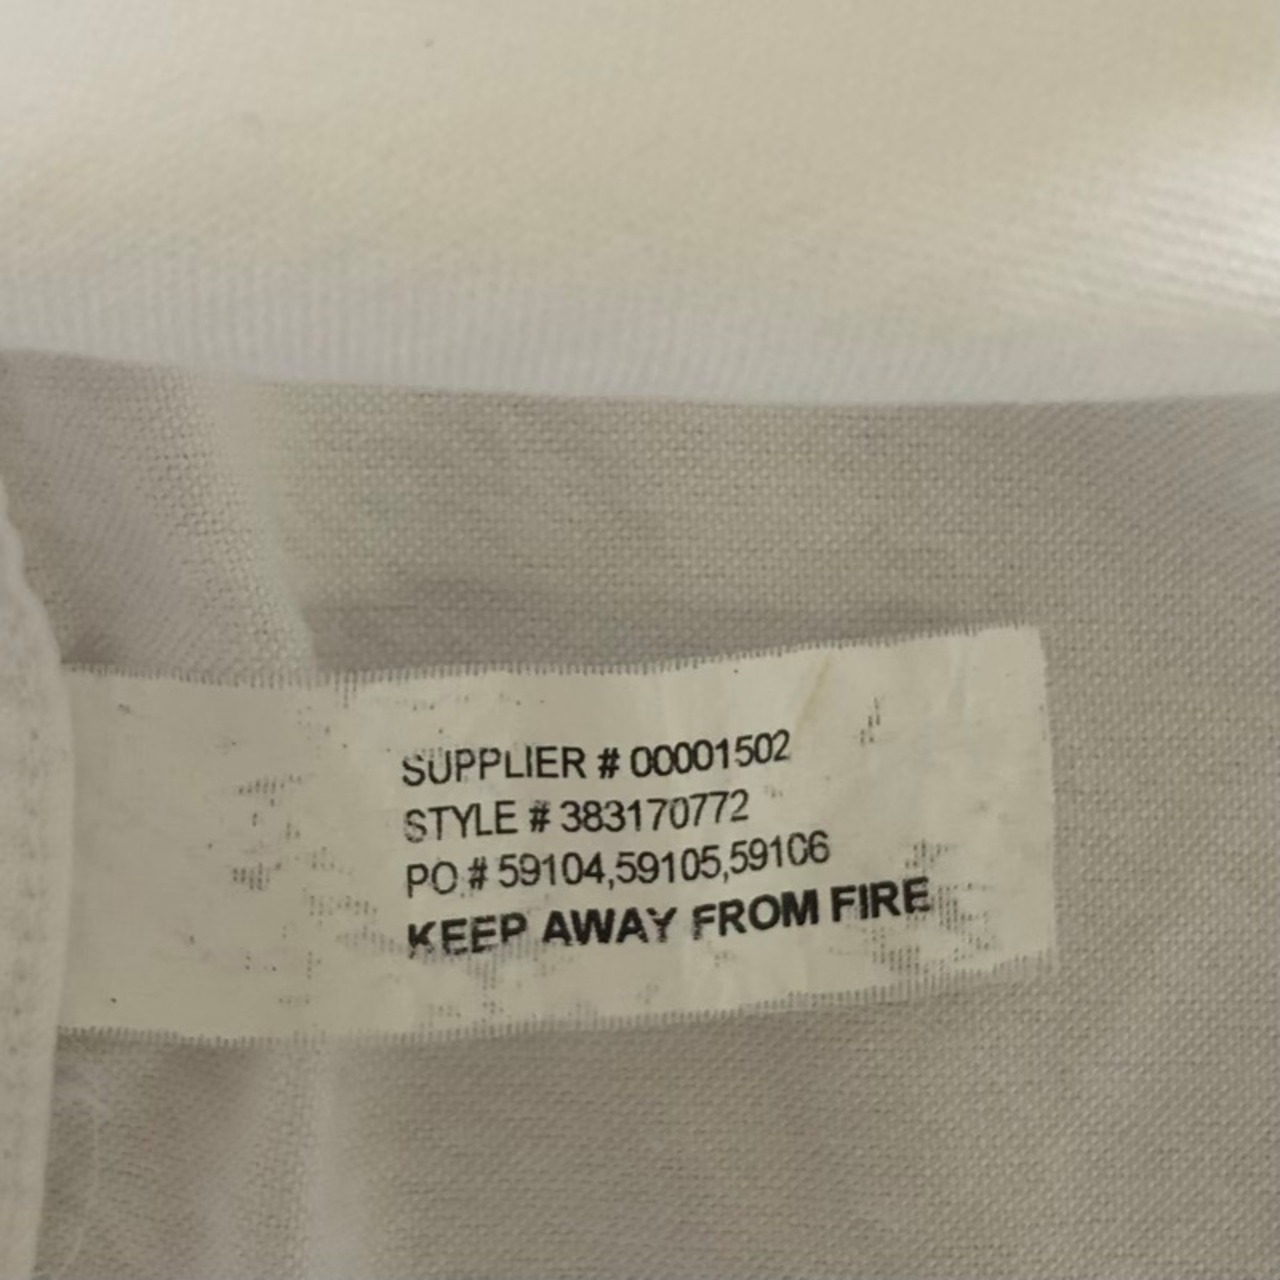 SUPPLIER # 00001502
STYLE # 383170772
PO # 59104,59105,59106
KEEP AWAY FROM FIRE